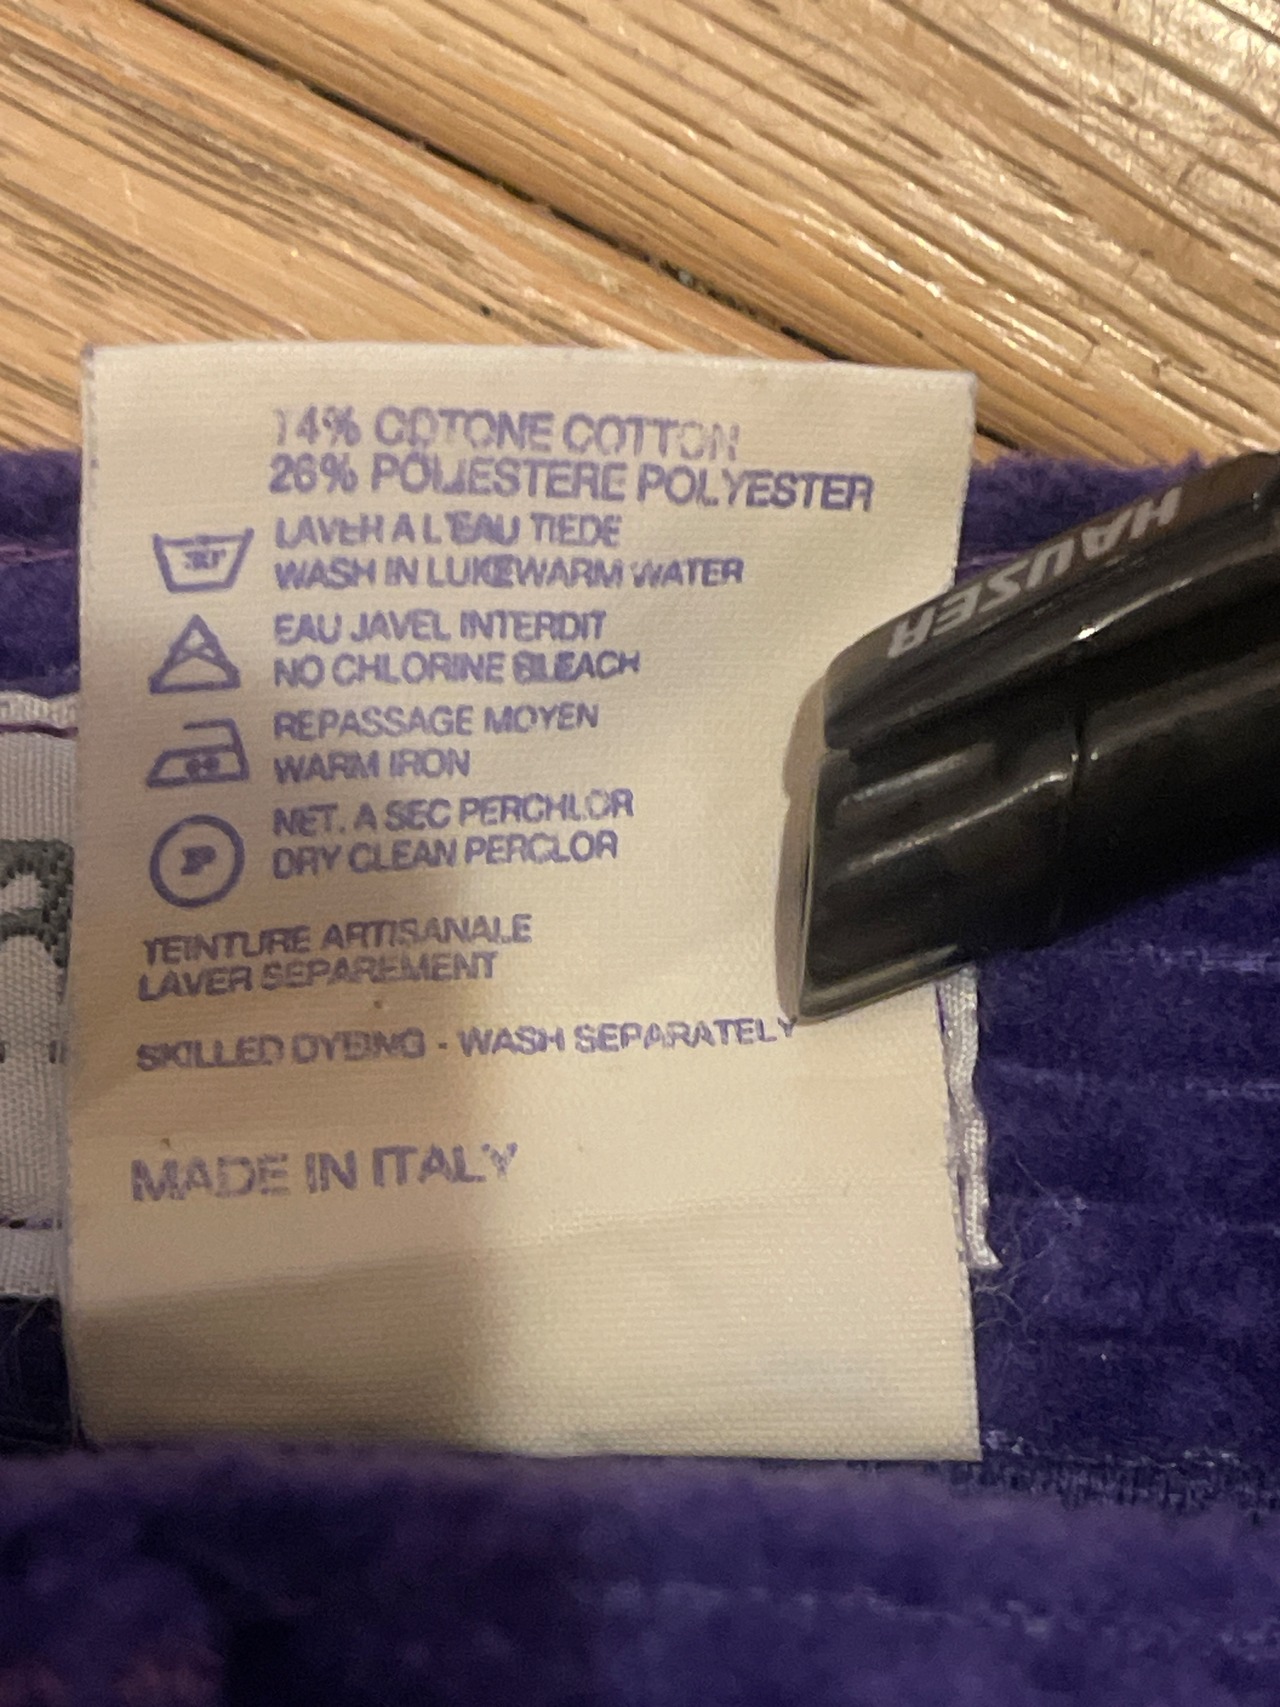 74% COTONE COTTON
26% POLIESTERE POLYESTER
30°
LAVER A L'EAU TIEDE
WASH IN LUKEWARM WATER
EAU JAVEL INTERDIT
NO CHLORINE BLEACH
REPASSAGE MOYEN
WARM IRON
P
NET. A SEC PERCHLOR
DRY CLEAN PERCLOR
TEINTURE ARTISANALE
LAVER SEPAREMENT
SKILLED DYEING - WASH SEPARATELY
MADE IN ITALY
HAUSER